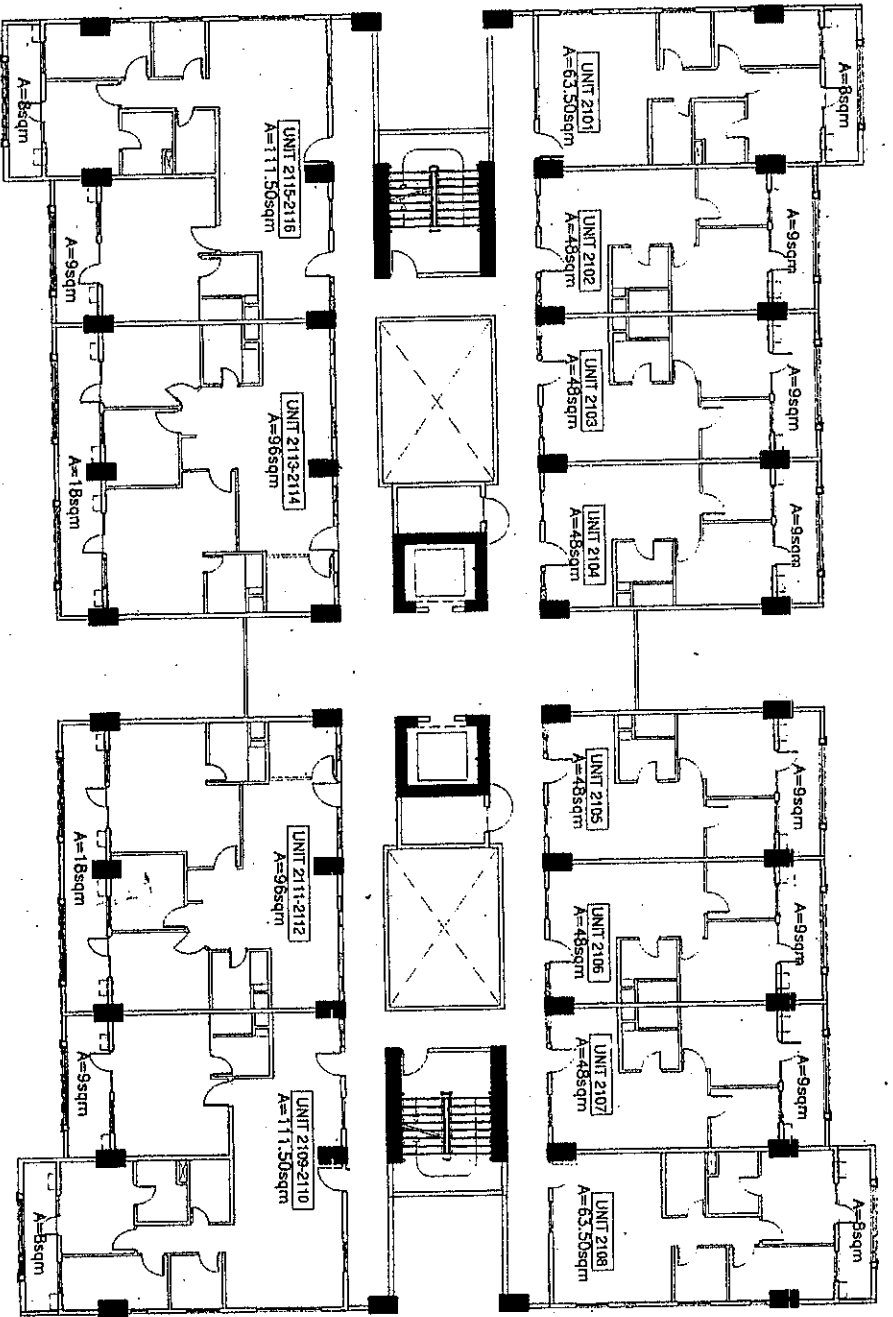 A=8sqm
A=9sqm
A=9sqm
A=9sqm
A=9sqm
A=9sqm
A=9sqm
A=8sqm
UNIT 2101
A=63.50sqm
UNIT 2102
A=48sqm
UNIT 2103
A=48sqm
UNIT 2104
A=48sqm
UNIT 2105
A=48sqm
UNIT 2106
A=48sqm
UNIT 2107
A=48sqm
UNIT 2108
A=63.50sqm
UNIT 2115-2116
A=111.50sqm
UNIT 2113-2114
A=96sqm
UNIT 2111-2112
A=96sqm
UNIT 2109-2110
A=111.50sqm
A=8sqm
A=9sqm
A=18sqm
A=18sqm
A=9sqm
A=8sqm